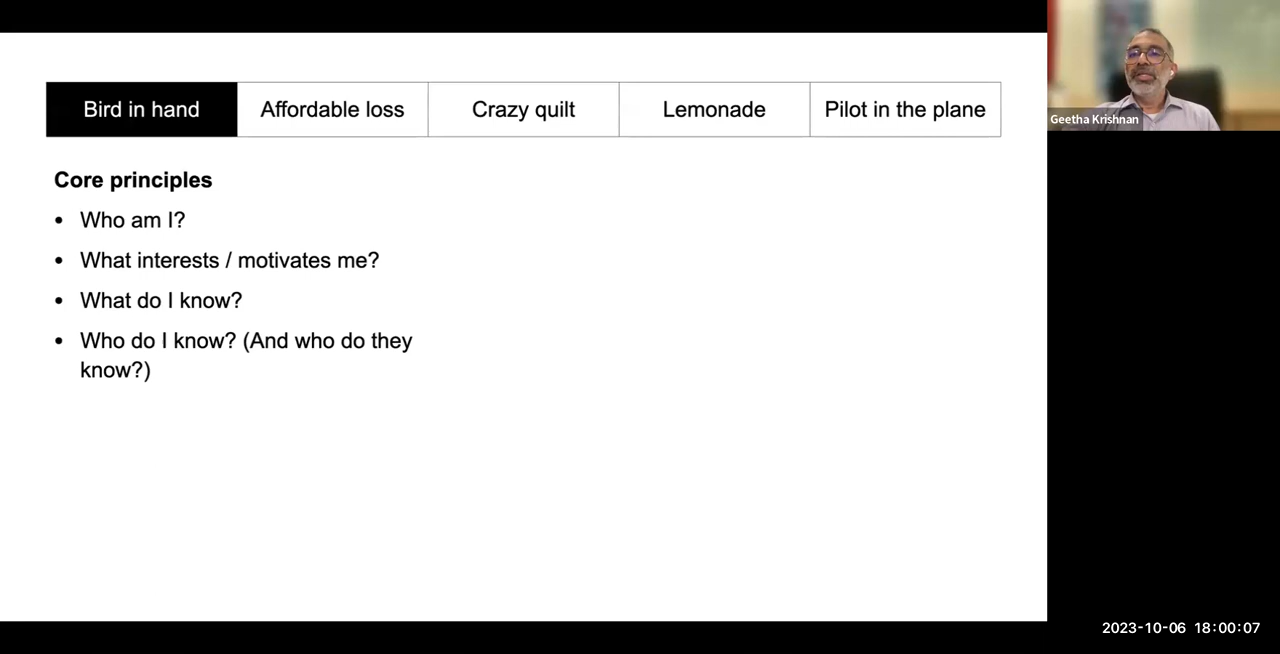 Bird in hand
Affordable loss
Crazy quilt
Lemonade
Pilot in the plane
Geetha Krishnan
Core principles
• Who am I?
• What interests / motivates me?
• What do I know?
• Who do I know? (And who do they
know?)
2023-10-06 18:00:07